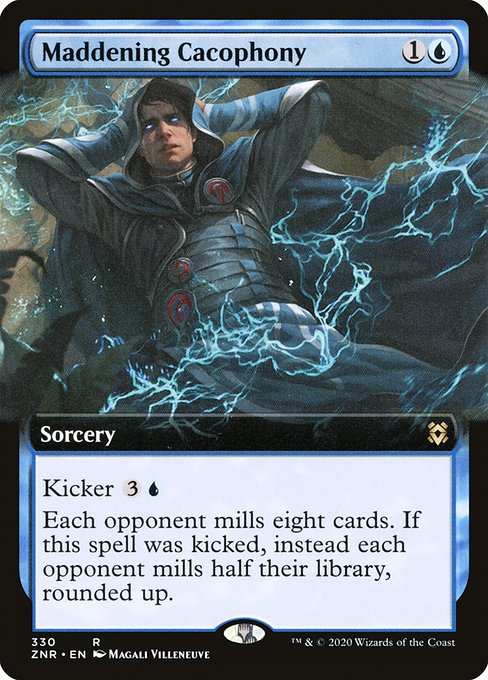 Maddening Cacophony 1
Sorcery
Kicker 3
Each opponent mills eight cards. If
this spell was kicked, instead each
opponent mills half their library,
rounded up.
330 R
ZNR • EN Magali Villeneuve
™ & © 2020 Wizards of the Coast